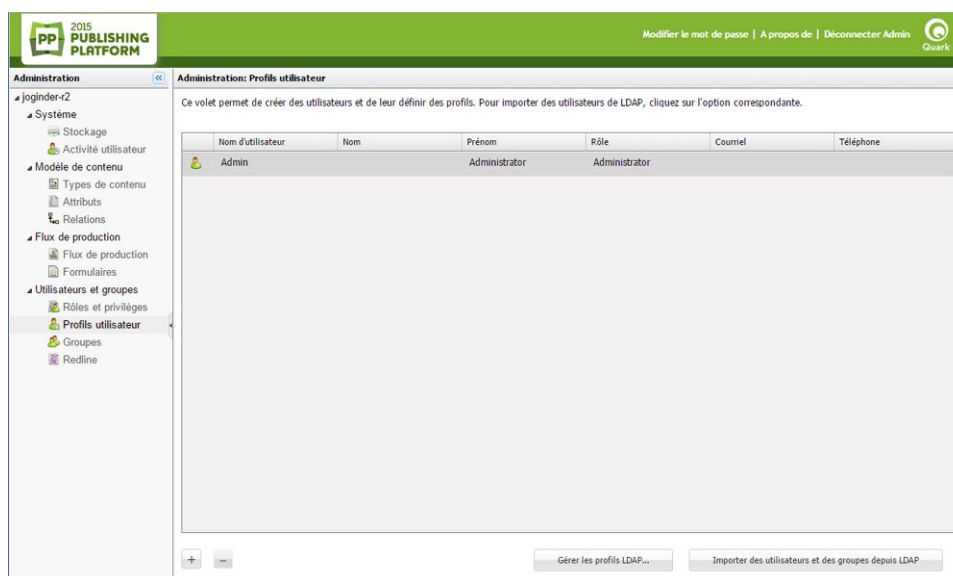 2015
PP PUBLISHING
PLATFORM
Modifier le mot de passe | A propos de | Déconnecter Admin
Quark
Administration
Administration: Profils utilisateur
joginder-r2
Système
Stockage
Activité utilisateur
Modèle de contenu
Types de contenu
Attributs
Relations
Flux de production
Flux de production
Formulaires
Utilisateurs et groupes
Rôles et privilèges
Profils utilisateur
Groupes
Redline
Ce volet permet de créer des utilisateurs et de leur définir des profils. Pour importer des utilisateurs de LDAP, cliquez sur l'option correspondante.
Nom d'utilisateur Nom Prénom Rôle Courriel Téléphone
Admin Administrator Administrator
Gérer les profils LDAP... Importer des utilisateurs et des groupes depuis LDAP